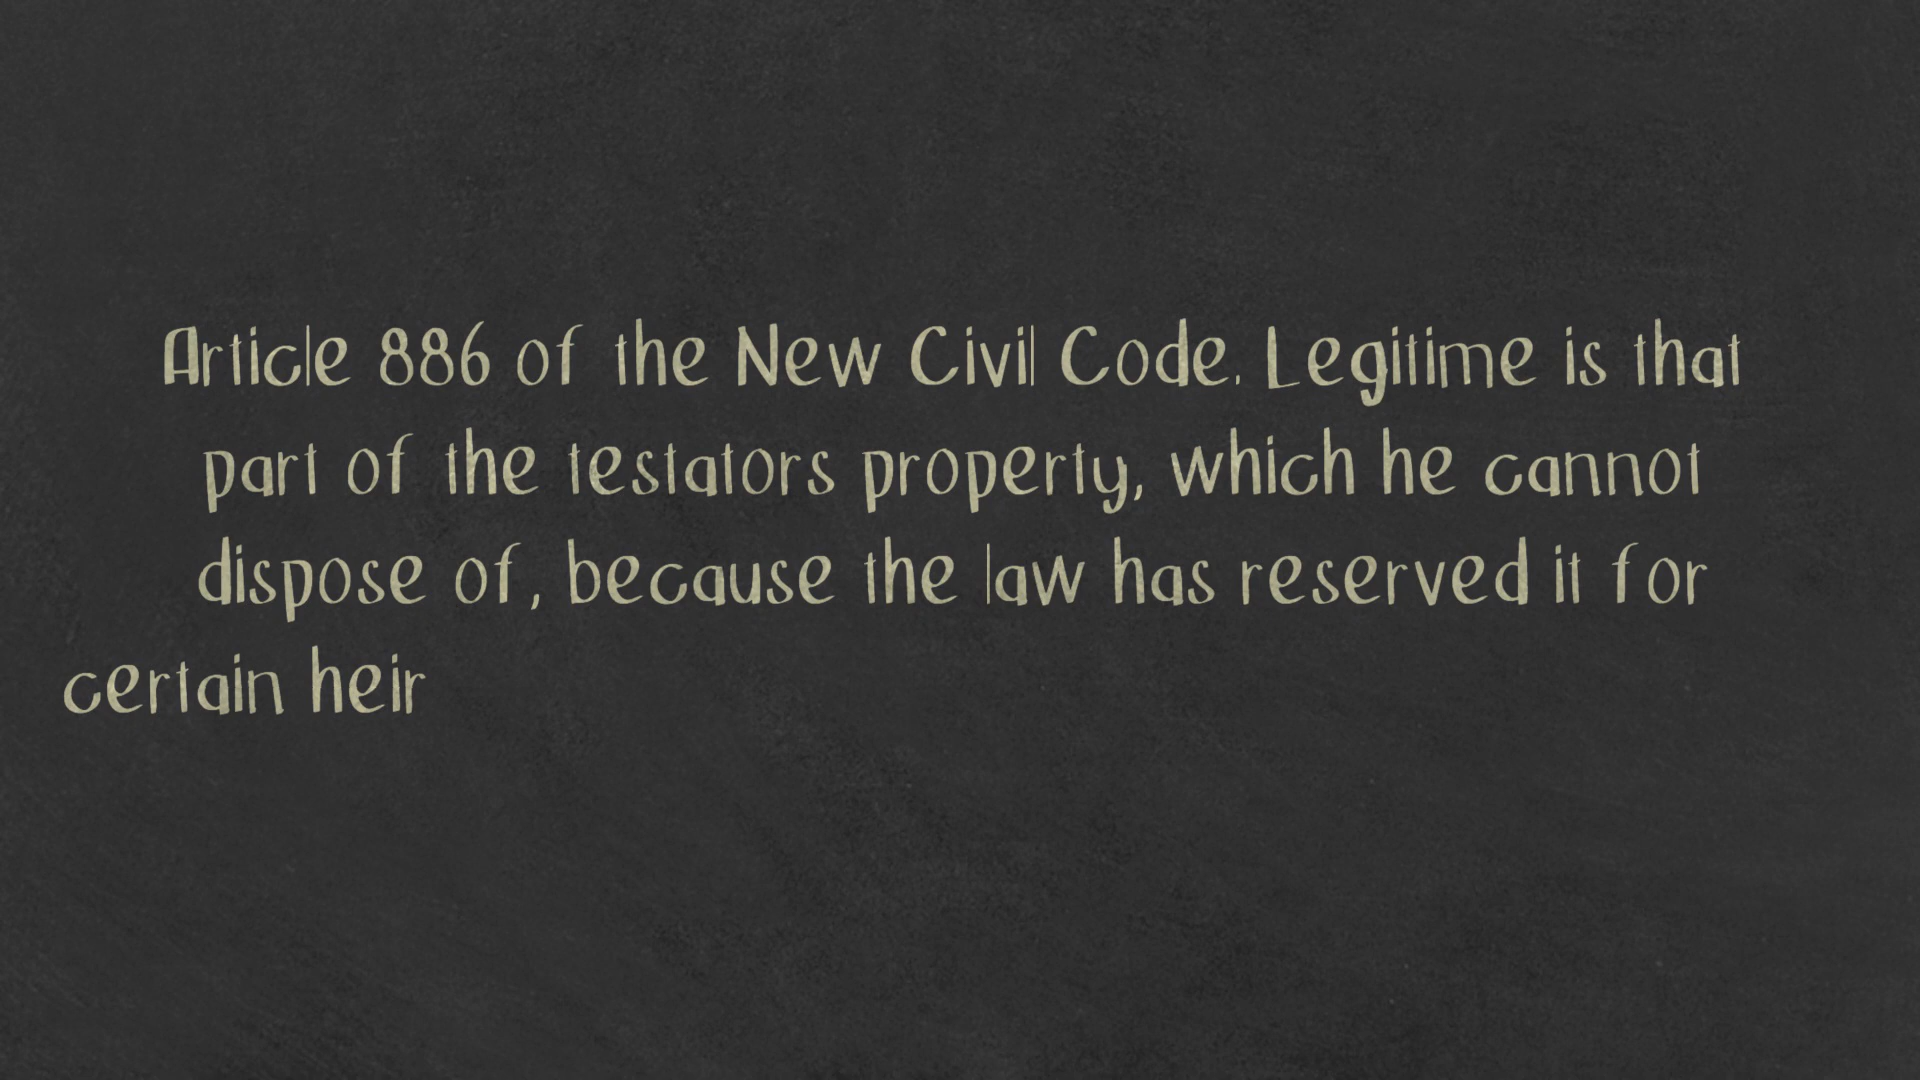 Article 886 of the New Civil Code. Legitime is that
part of the testators property, which he cannot
dispose of, because the law has reserved it for
certain heir